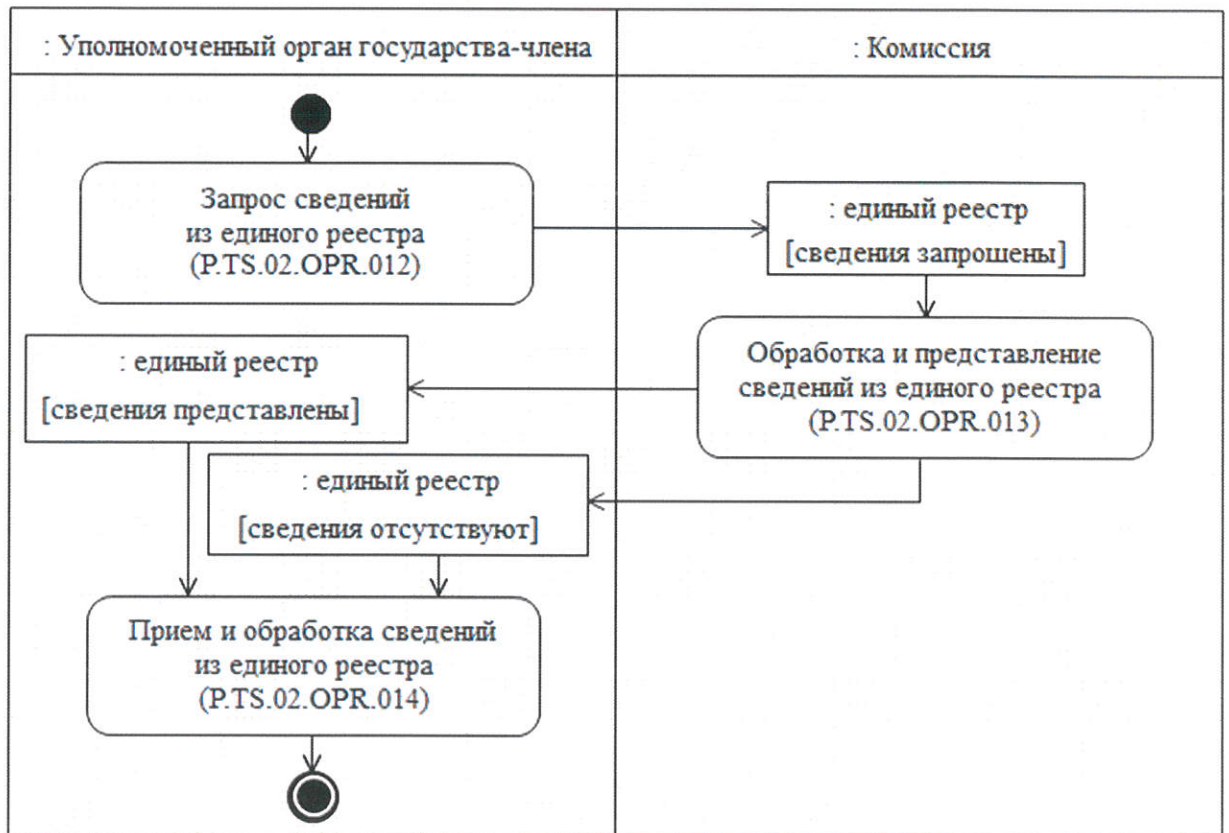 : Уполномоченный орган государства-члена
: Комиссия
Запрос сведений
из единого реестра
(P.TS.02.OPR.012)
: единый реестр
[сведения запрошены]
Обработка и представление
сведений из единого реестра
(P.TS.02.OPR.013)
: единый реестр
[сведения представлены]
: единый реестр
[сведения отсутствуют]
Прием и обработка сведений
из единого реестра
(P.TS.02.OPR.014)